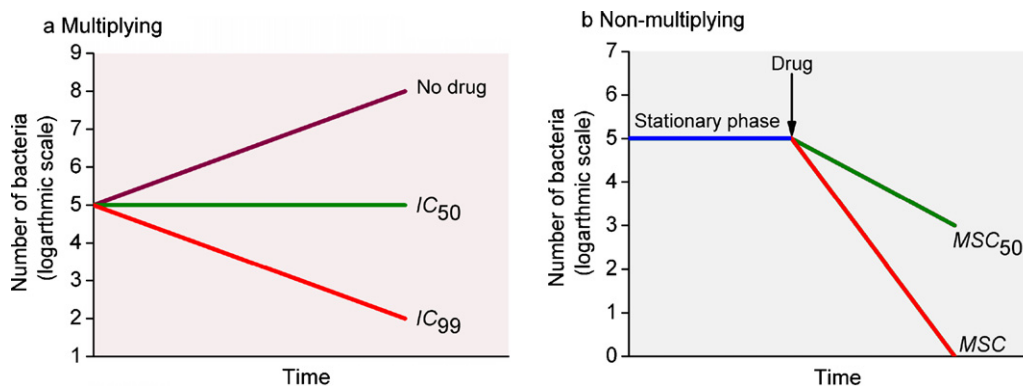 a Multiplying
9
8
7
6
5
4
3
2
1
Number of bacteria
(logarthmic scale)
No drug
IC50
IC99
Time
b Non-multiplying
7
6
5
4
3
2
1
0
Number of bacteria
(logarthmic scale)
Drug
Stationary phase
MSC50
MSC
Time